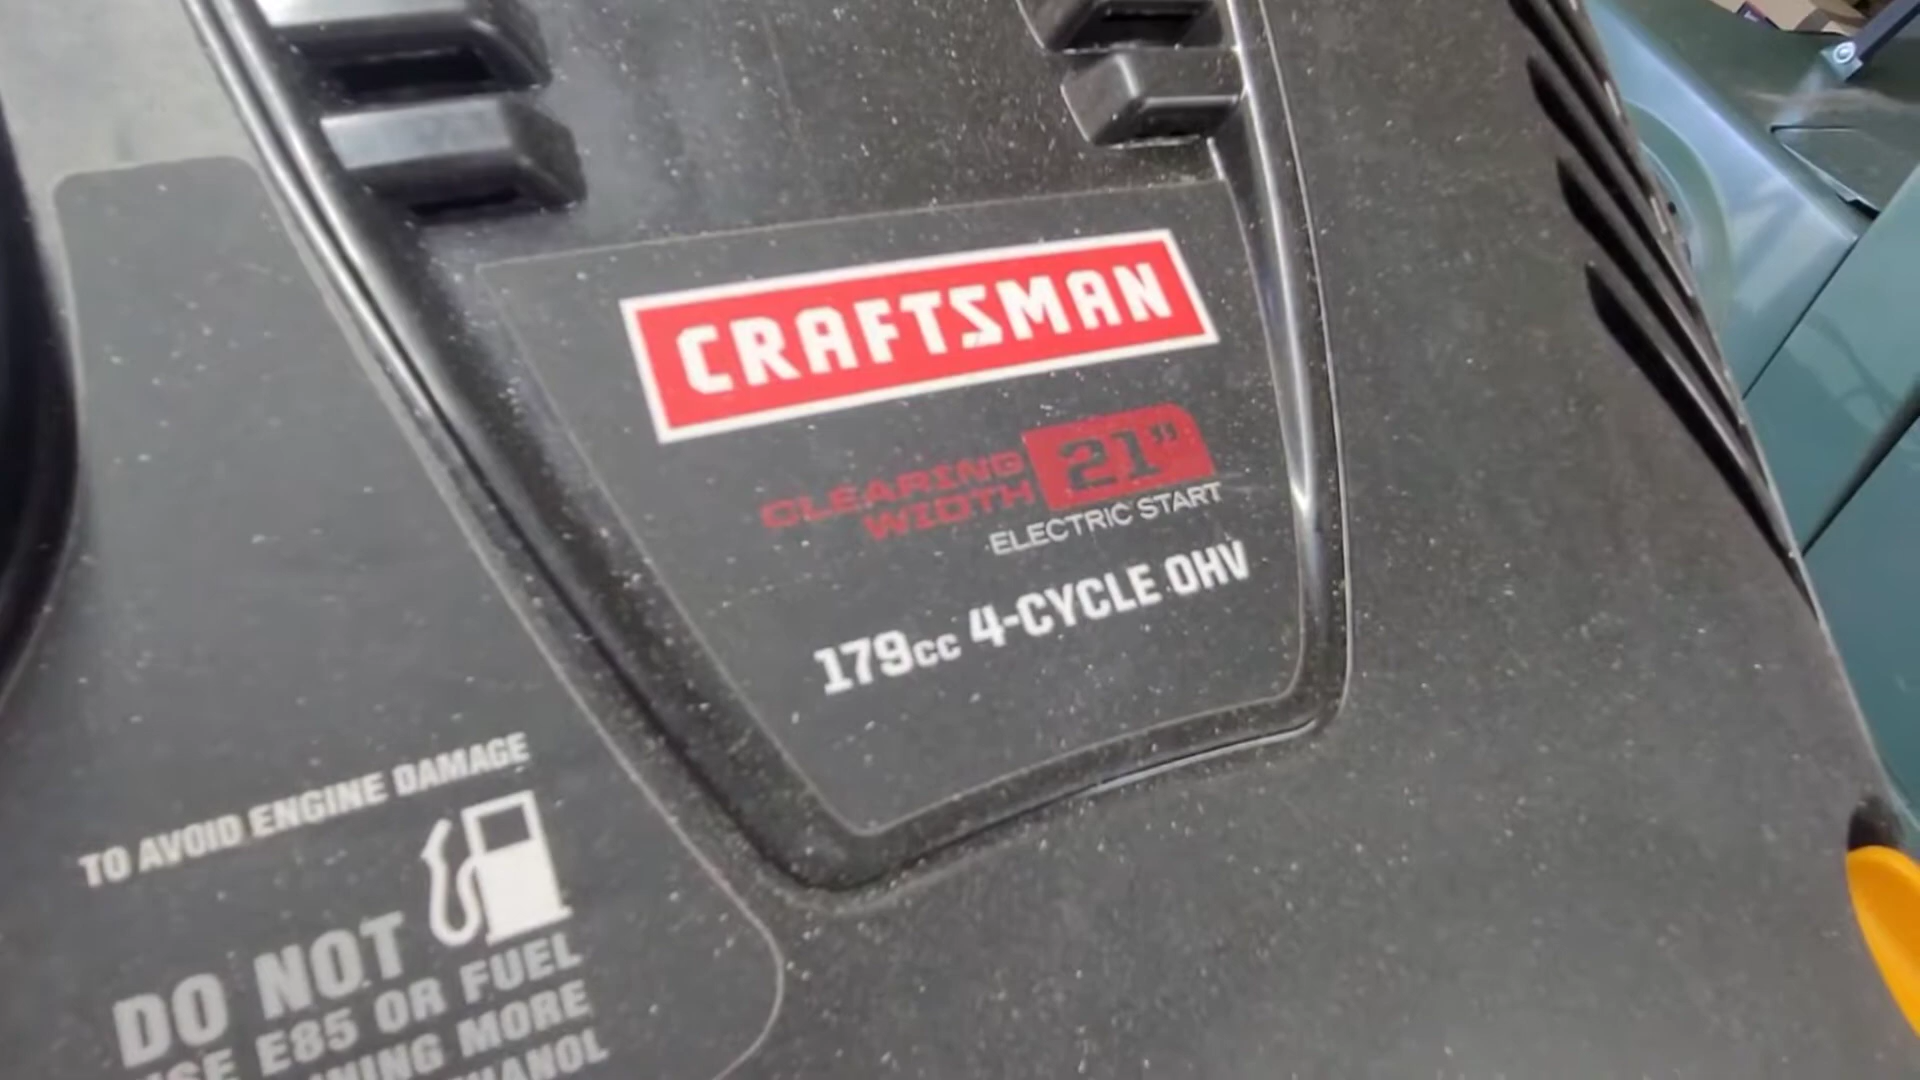 CRAFTSMAN
CLEARING WIDTH 21"
ELECTRIC START
179cc 4-CYCLE OHV
TO AVOID ENGINE DAMAGE
DO NOT
E85 OR FUEL
MORE